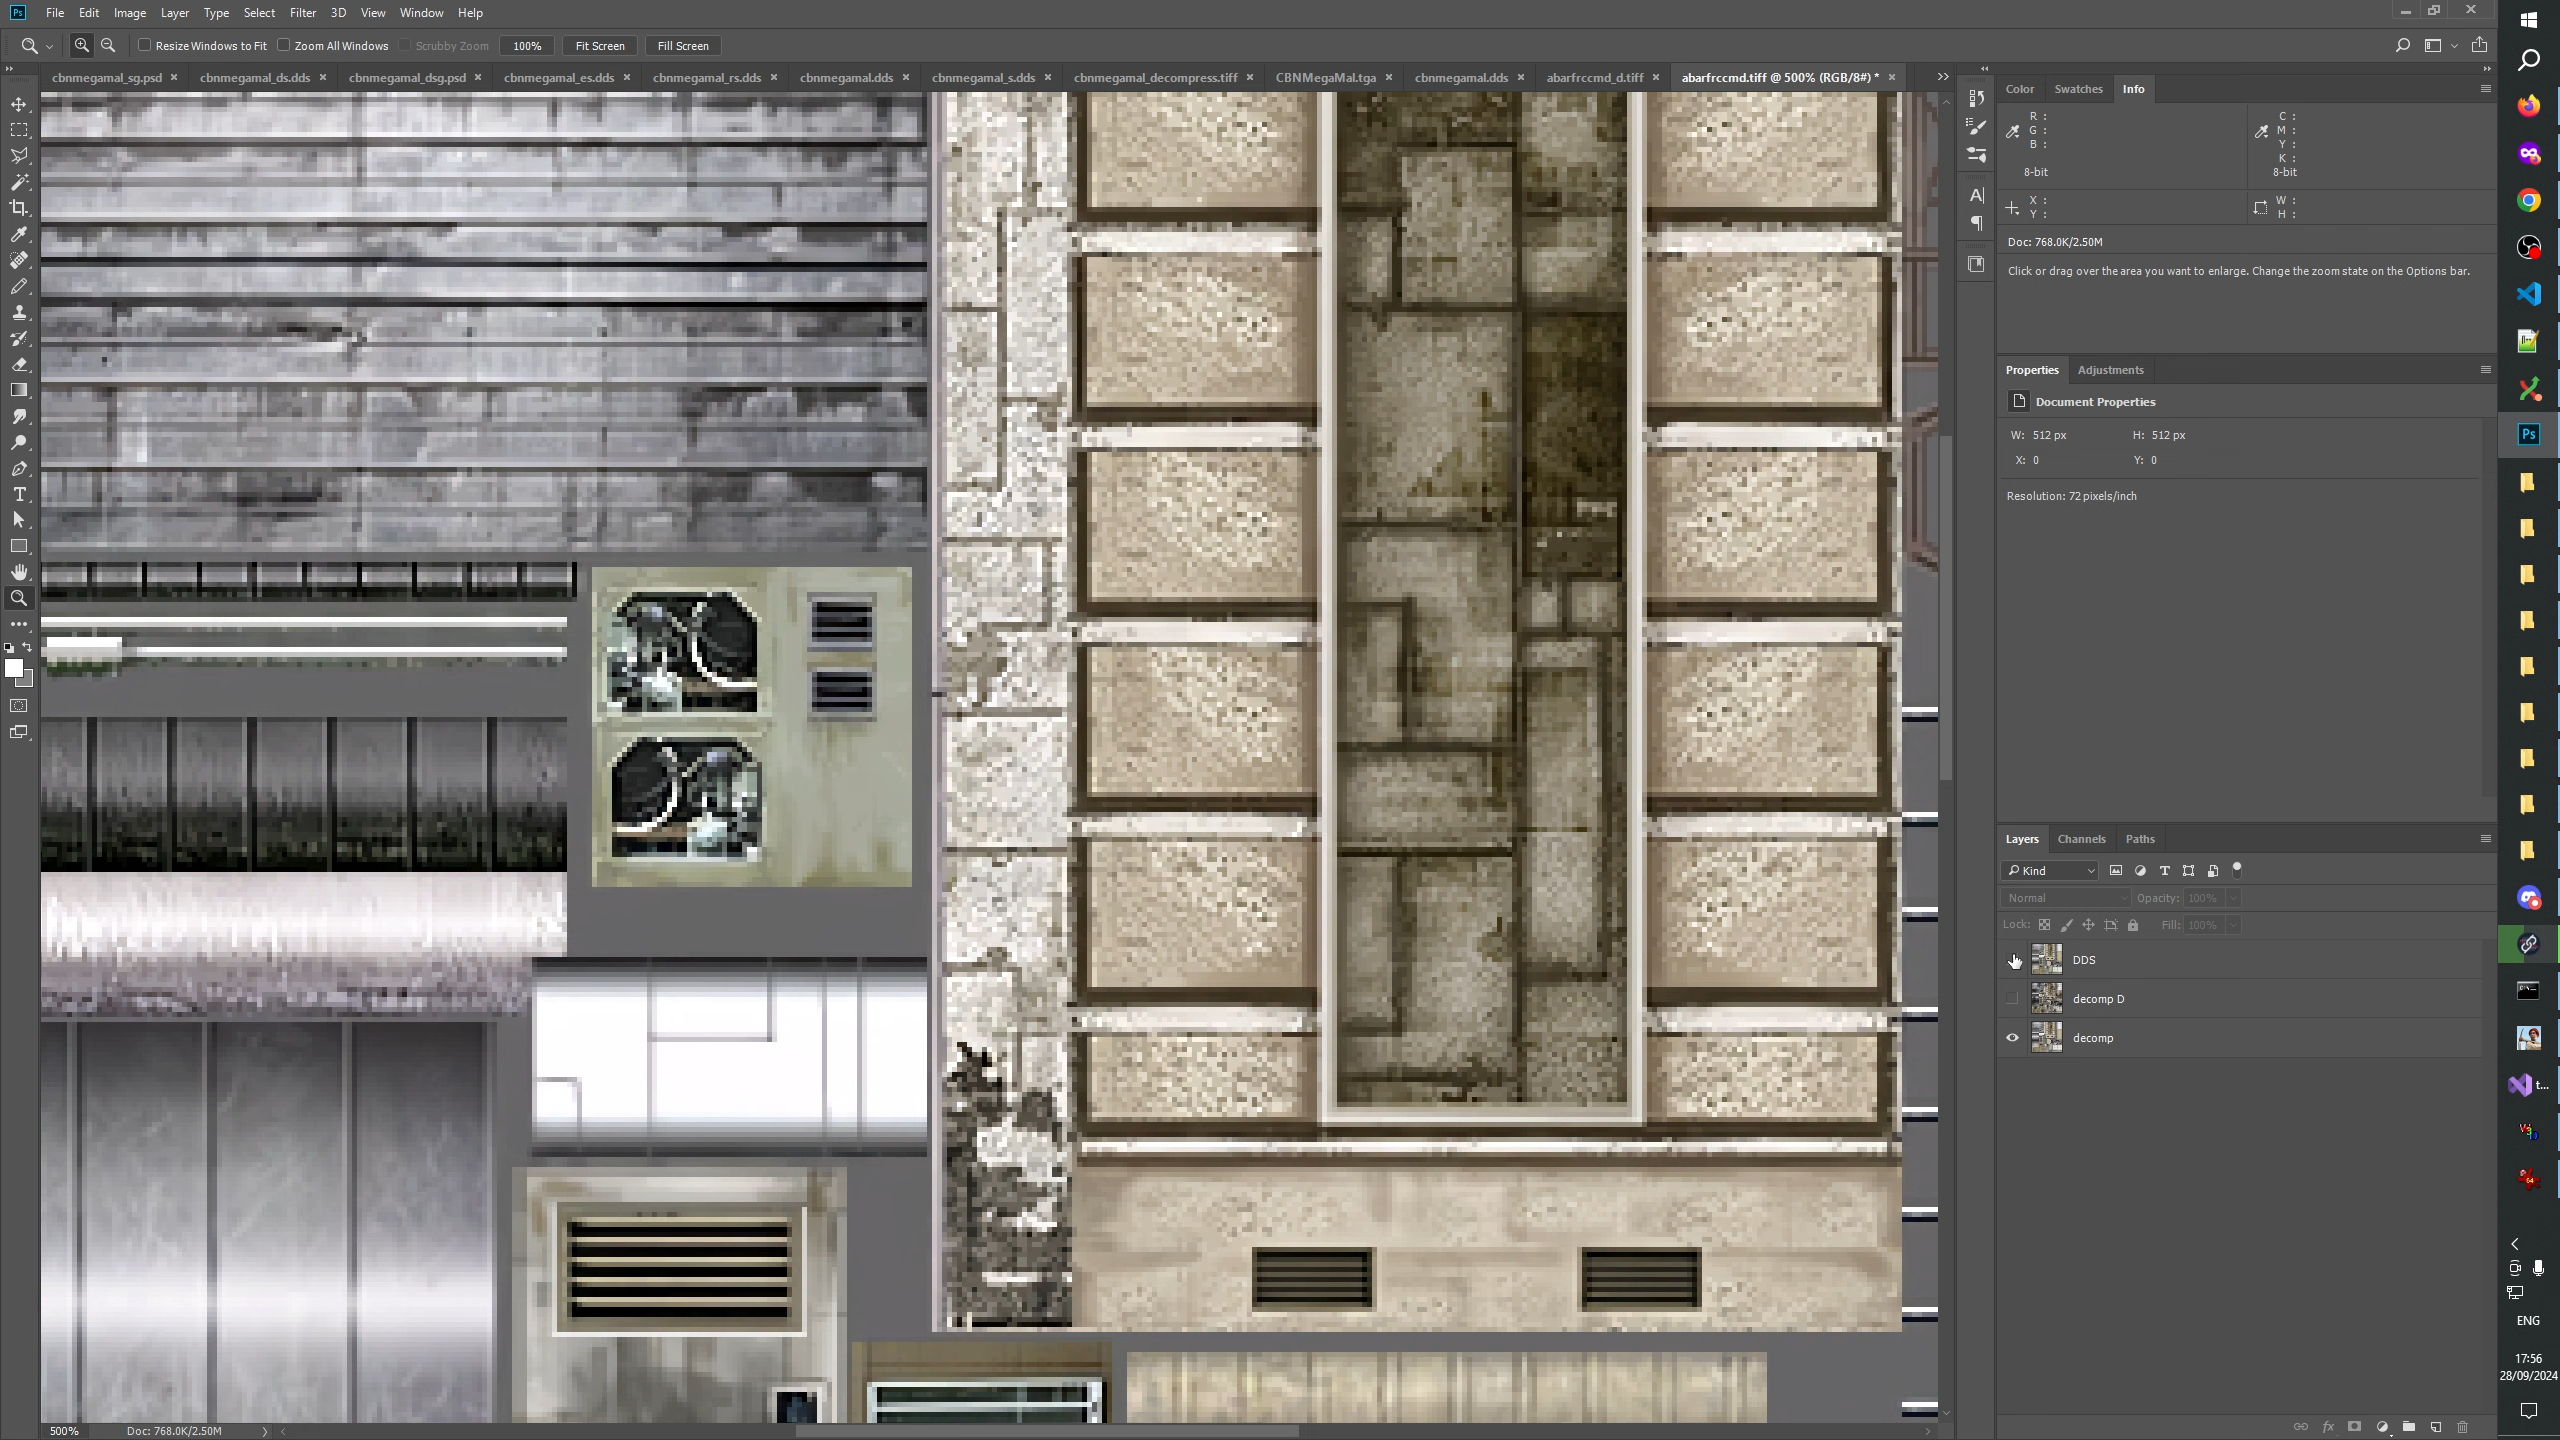 Ps File Edit Image Layer Type Select Filter 3D View Window Help
Resize Windows to Fit Zoom All Windows Scrubby Zoom 100% Fit Screen Fill Screen
cbnmegamal_sg.psd × cbnmegamal_ds.dds × cbnmegamal_dsg.psd × cbnmegamal_es.dds × cbnmegamal_rs.dds × cbnmegamal.dds × cbnmegamal_s.dds × cbnmegamal_decompress.tiff × CBNMegaMal.tga × cbnmegamal.dds × abarfrccmd_d.tiff × abarfrccmd.tiff @ 500% (RGB/8#) * ×
Color Swatches Info
R :
G :
B :
8-bit
C :
M :
Y :
K :
8-bit
X :
Y :
W :
H :
Doc: 768.0K/2.50M
Click or drag over the area you want to enlarge. Change the zoom state on the Options bar.
Properties Adjustments
Document Properties
W: 512 px H: 512 px
X: 0 Y: 0
Resolution: 72 pixels/inch
Layers Channels Paths
Kind
Normal Opacity: 100%
Lock: Fill: 100%
DDS
decomp D
decomp
Ps
t...
64
ENG
17:56
28/09/2024
500% Doc: 768.0K/2.50M